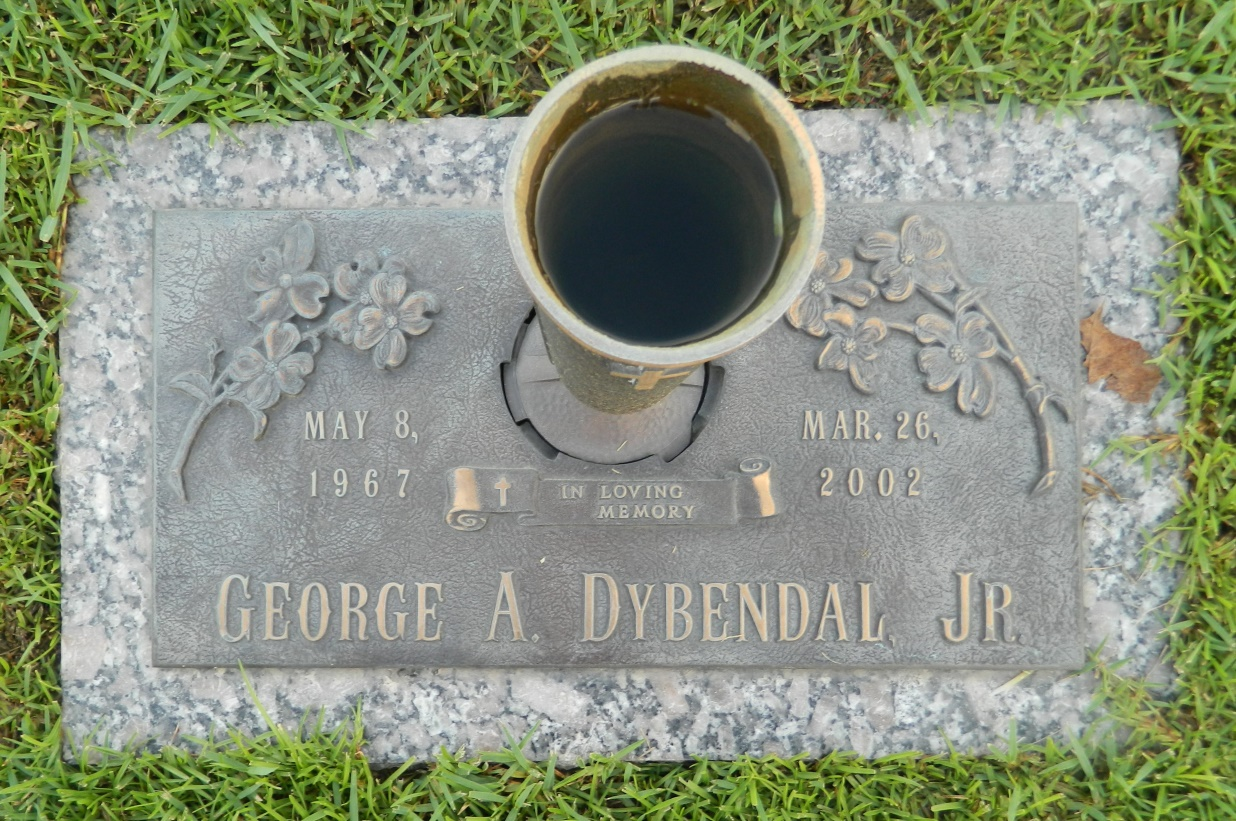 MAY 8,
1967
MAR. 26,
2002
IN LOVING
MEMORY
GEORGE A. DYBENDAL, JR.